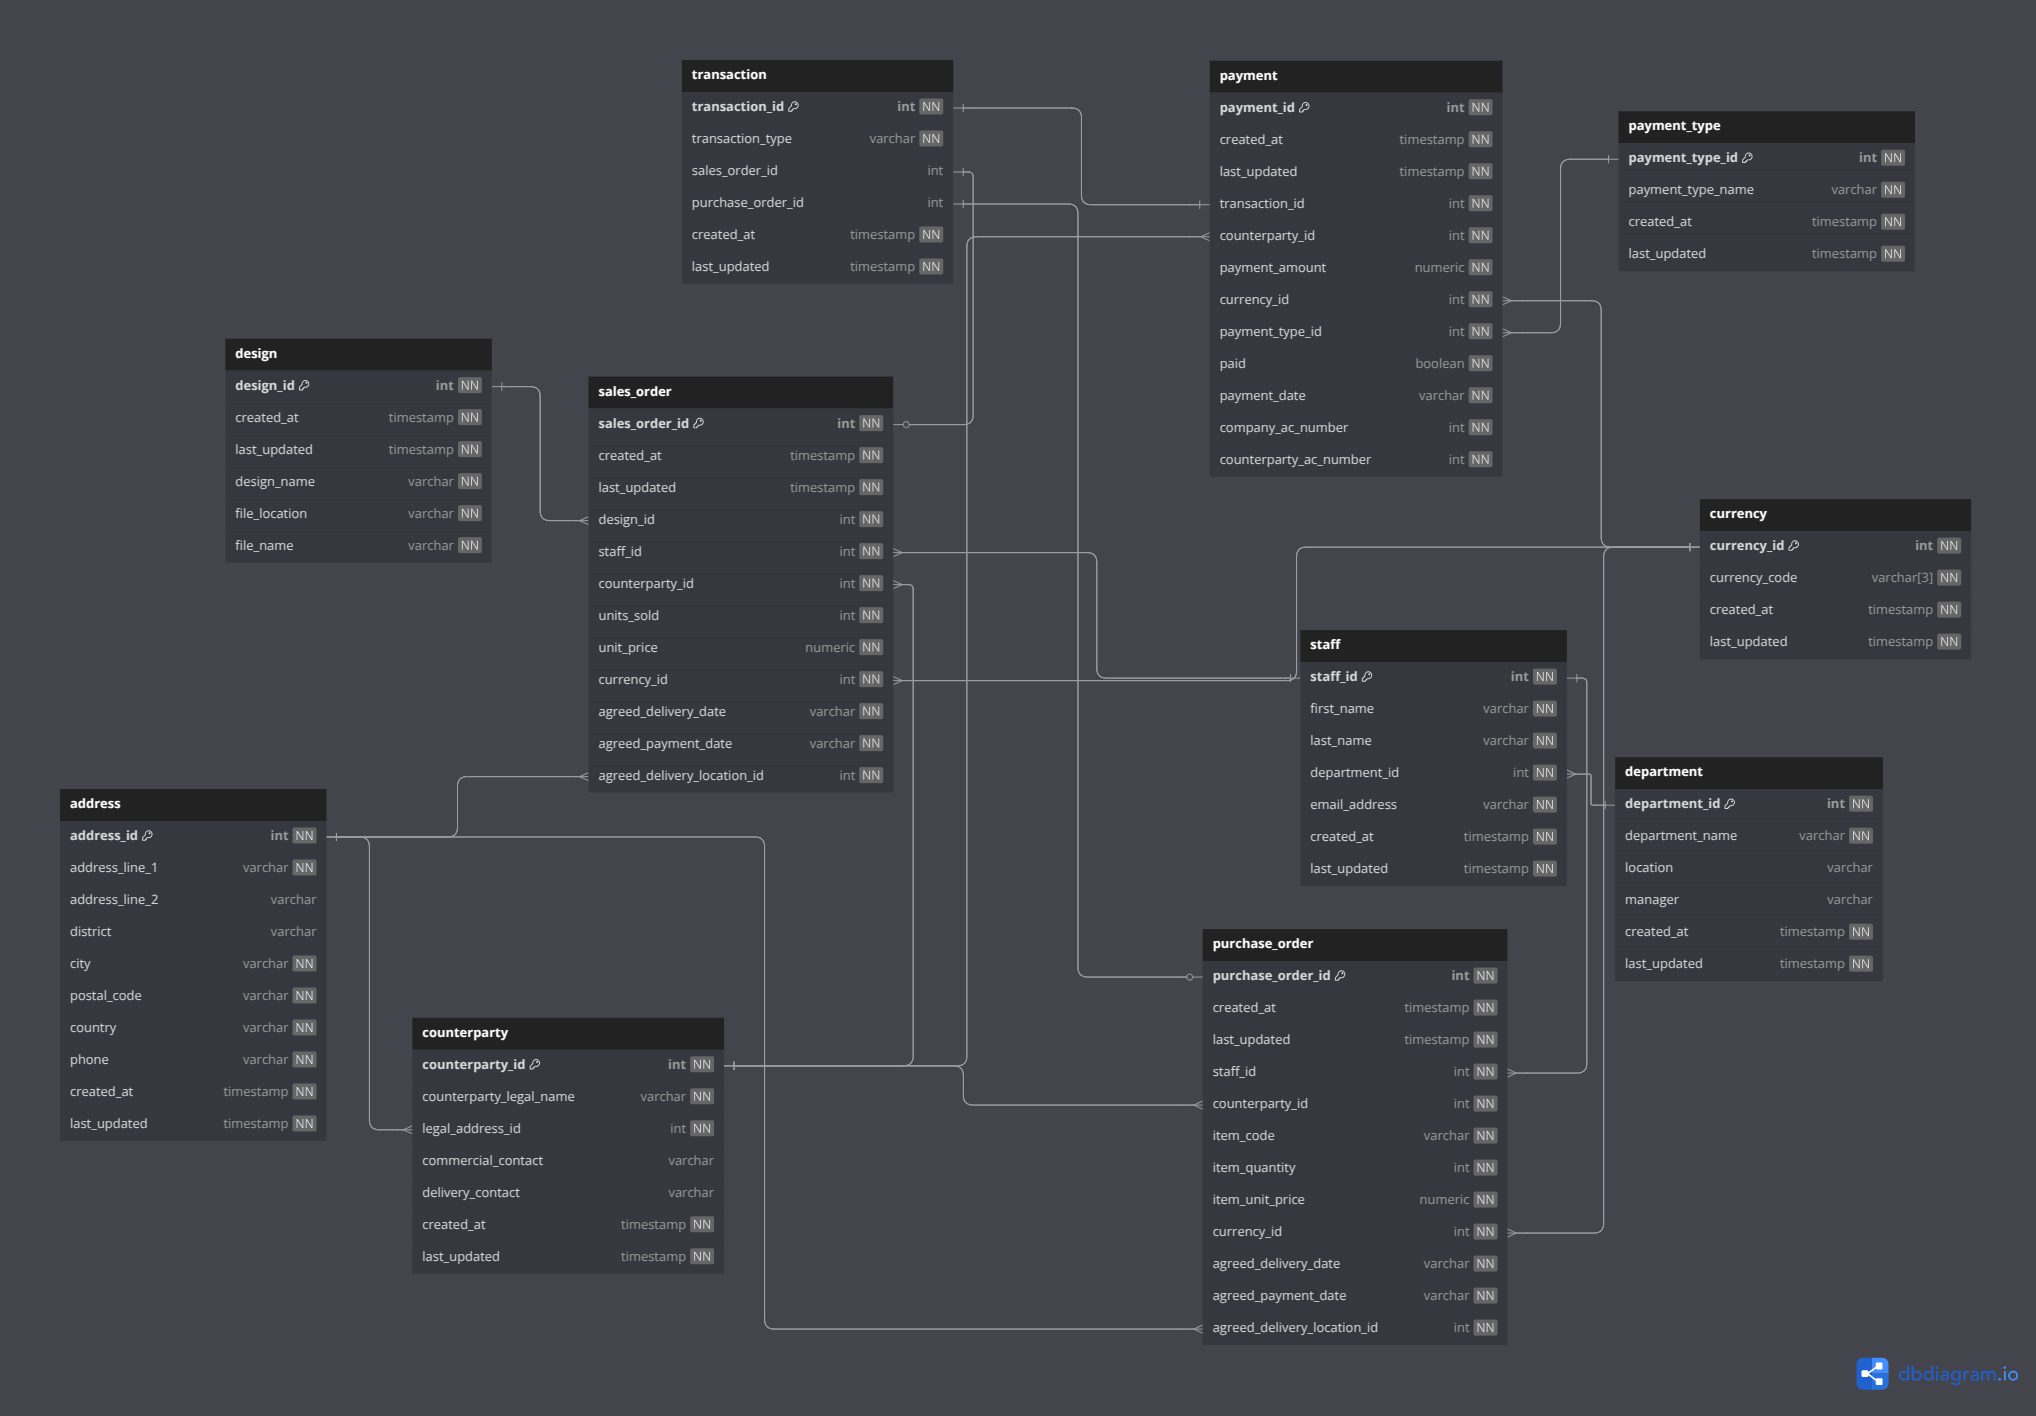 transaction
transaction_id int NN
transaction_type varchar NN
sales_order_id int
purchase_order_id int
created_at timestamp NN
last_updated timestamp NN
payment
payment_id int NN
created_at timestamp NN
last_updated timestamp NN
transaction_id int NN
counterparty_id int NN
payment_amount numeric NN
currency_id int NN
payment_type_id int NN
paid boolean NN
payment_date varchar NN
company_ac_number int NN
counterparty_ac_number int NN
payment_type
payment_type_id int NN
payment_type_name varchar NN
created_at timestamp NN
last_updated timestamp NN
design
design_id int NN
created_at timestamp NN
last_updated timestamp NN
design_name varchar NN
file_location varchar NN
file_name varchar NN
sales_order
sales_order_id int NN
created_at timestamp NN
last_updated timestamp NN
design_id int NN
staff_id int NN
counterparty_id int NN
units_sold int NN
unit_price numeric NN
currency_id int NN
agreed_delivery_date varchar NN
agreed_payment_date varchar NN
agreed_delivery_location_id int NN
currency
currency_id int NN
currency_code varchar[3] NN
created_at timestamp NN
last_updated timestamp NN
staff
staff_id int NN
first_name varchar NN
last_name varchar NN
department_id int NN
email_address varchar NN
created_at timestamp NN
last_updated timestamp NN
department
department_id int NN
department_name varchar NN
location varchar
manager varchar
created_at timestamp NN
last_updated timestamp NN
address
address_id int NN
address_line_1 varchar NN
address_line_2 varchar
district varchar
city varchar NN
postal_code varchar NN
country varchar NN
phone varchar NN
created_at timestamp NN
last_updated timestamp NN
counterparty
counterparty_id int NN
counterparty_legal_name varchar NN
legal_address_id int NN
commercial_contact varchar
delivery_contact varchar
created_at timestamp NN
last_updated timestamp NN
purchase_order
purchase_order_id int NN
created_at timestamp NN
last_updated timestamp NN
staff_id int NN
counterparty_id int NN
item_code varchar NN
item_quantity int NN
item_unit_price numeric NN
currency_id int NN
agreed_delivery_date varchar NN
agreed_payment_date varchar NN
agreed_delivery_location_id int NN
dbdiagram.io